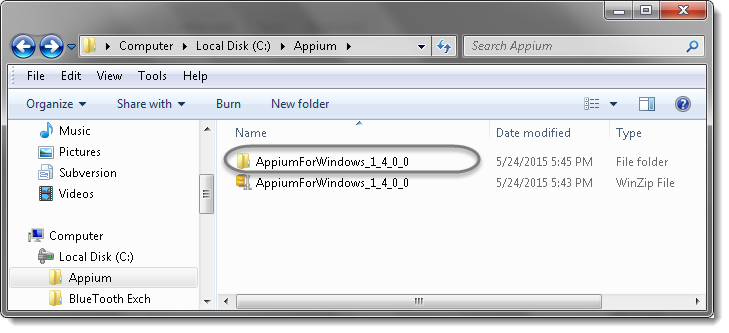 Computer Local Disk (C:) Appium
Search Appium
File Edit View Tools Help
Organize Share with Burn New folder
Music
Pictures
Subversion
Videos
Computer
Local Disk (C:)
Appium
BlueTooth Exch
Name Date modified Type
AppiumForWindows_1_4_0_0 5/24/2015 5:45 PM File folder
AppiumForWindows_1_4_0_0 5/24/2015 5:43 PM WinZip File